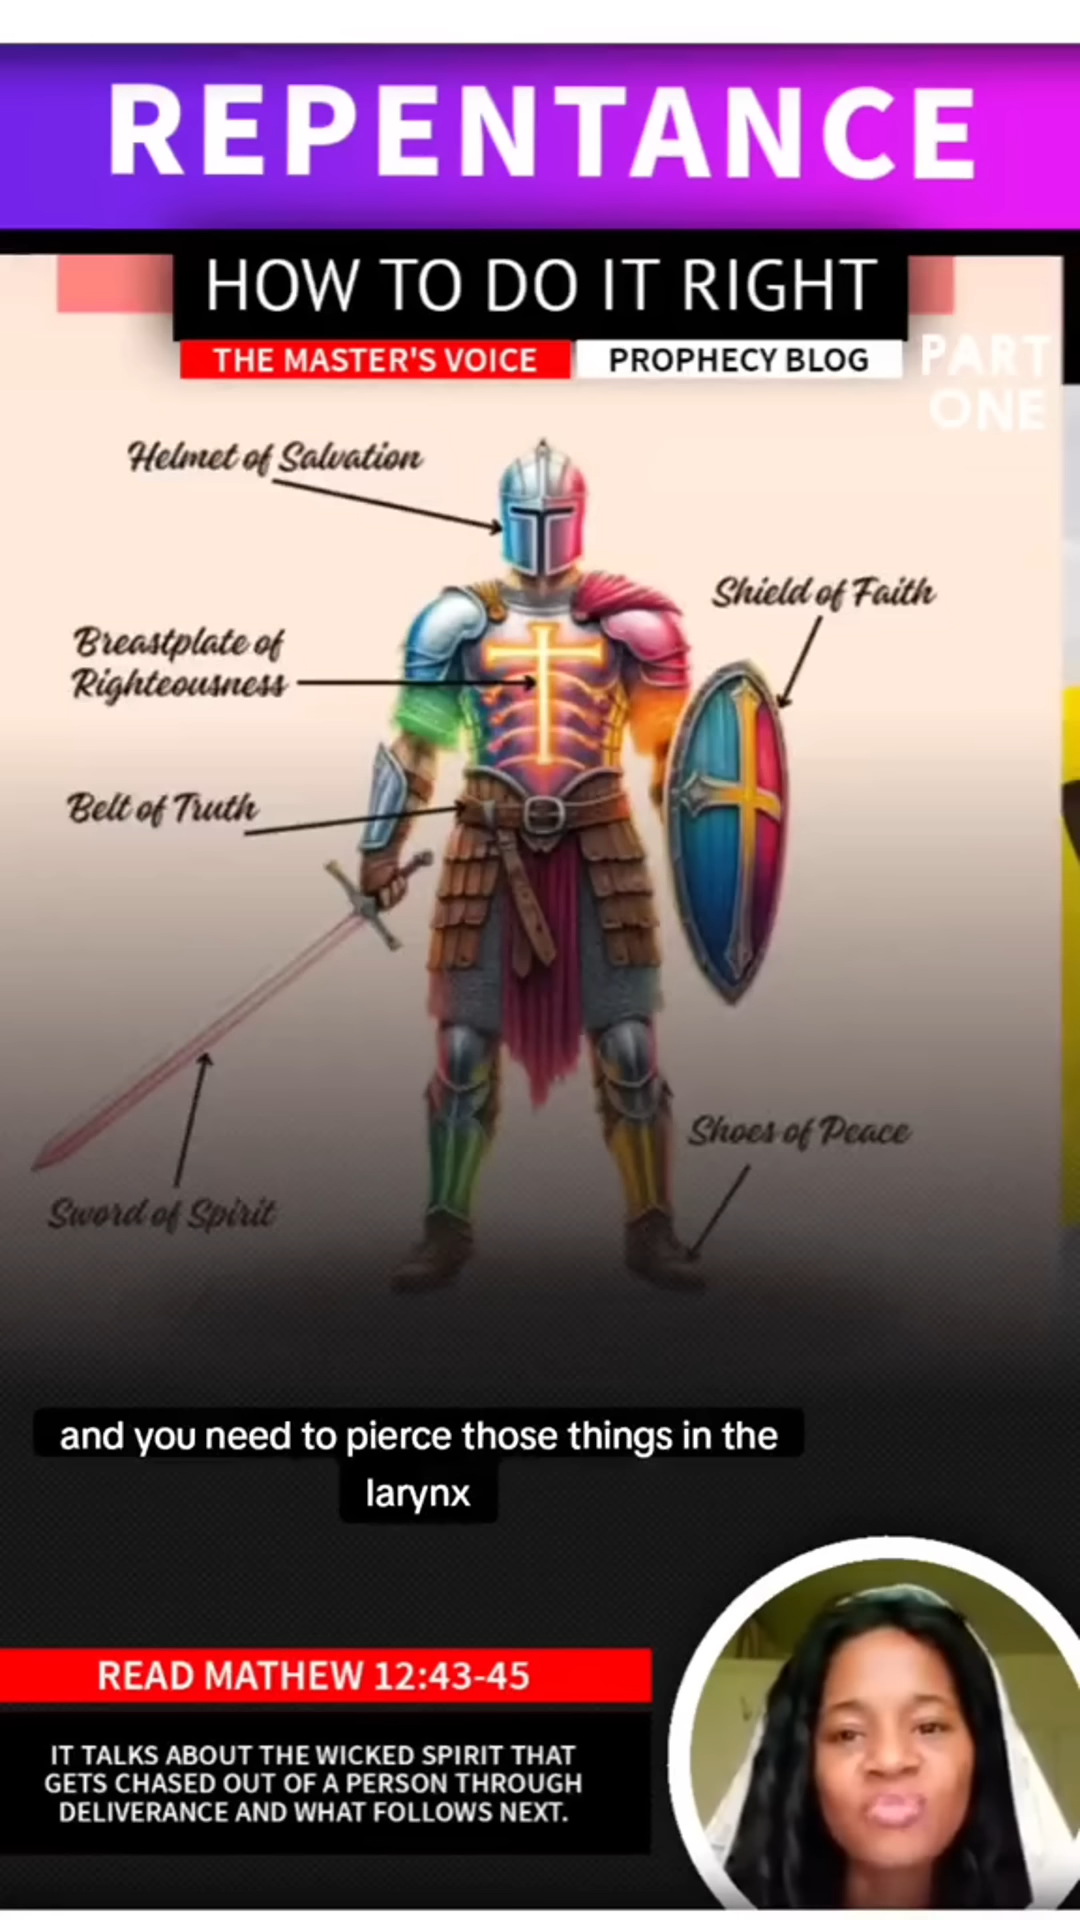 REPENTANCE
HOW TO DO IT RIGHT
THE MASTER'S VOICE
PROPHECY BLOG
PART
ONE
Helmet of Salvation
Shield of Faith
Breastplate of
Righteousness
Belt of Truth
Shoes of Peace
Sword of Spirit
and you need to pierce those things in the
larynx
READ MATHEW 12:43-45
IT TALKS ABOUT THE WICKED SPIRIT THAT
GETS CHASED OUT OF A PERSON THROUGH
DELIVERANCE AND WHAT FOLLOWS NEXT.